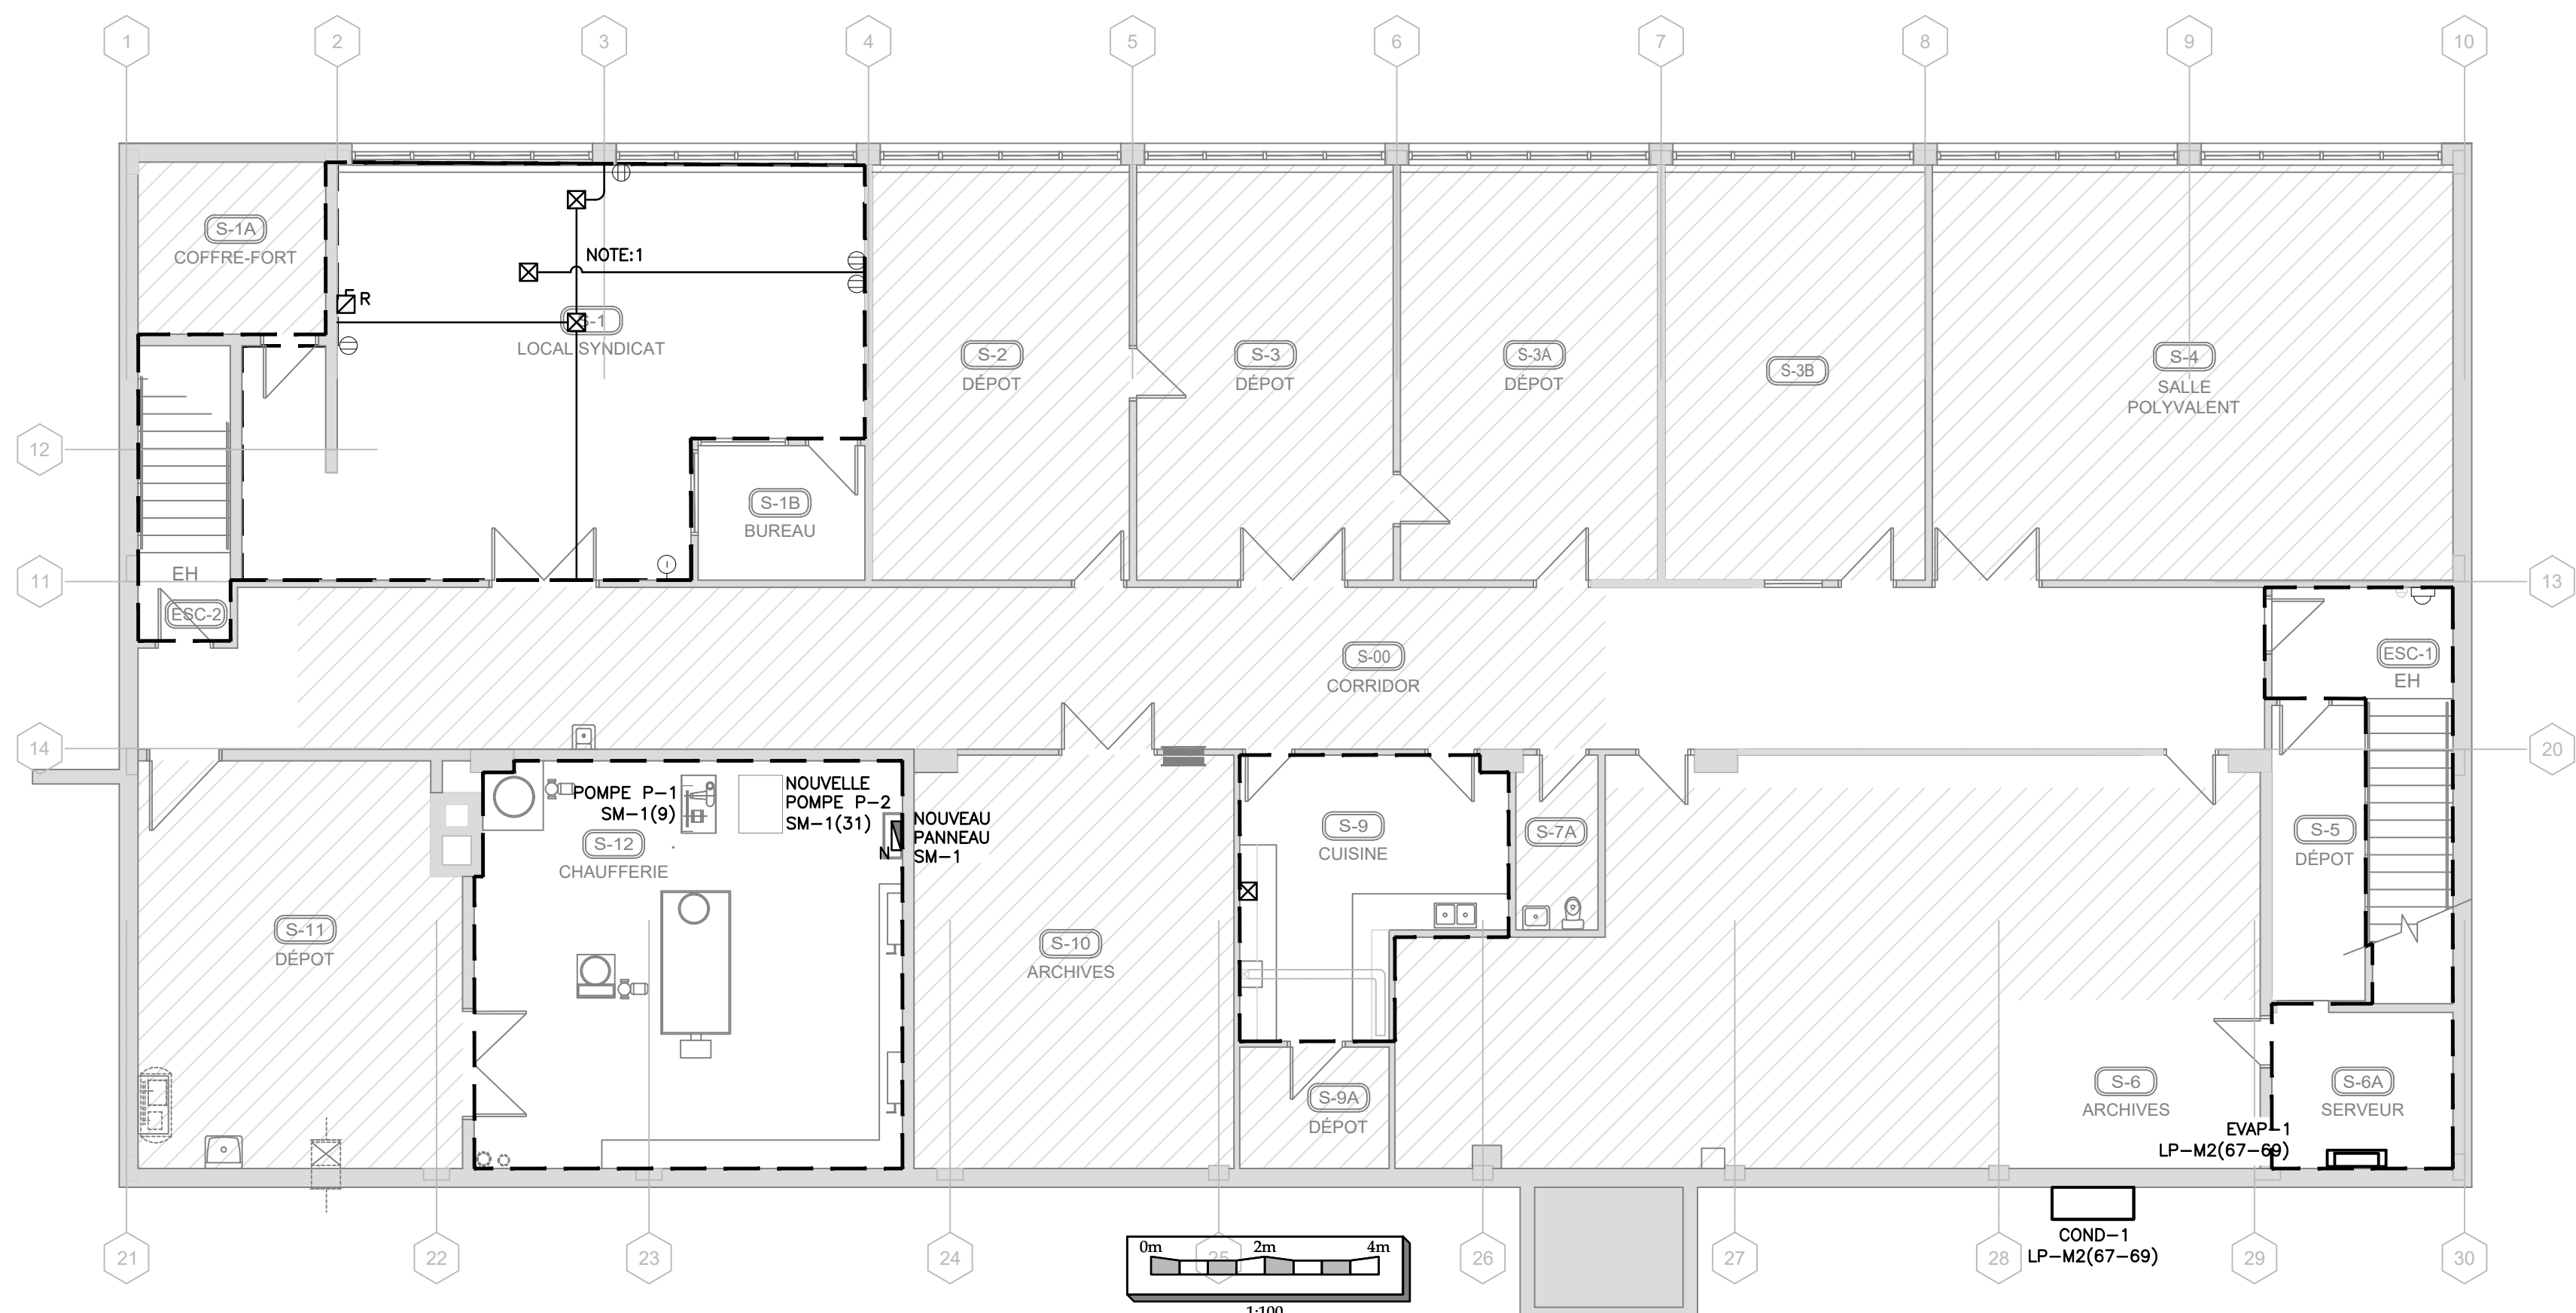 1 2 3 4 5 6 7 8 9 10
S-1A
COFFRE-FORT
NOTE:1
R
S-1
LOCAL SYNDICAT
S-2
DÉPOT
S-3
DÉPOT
S-3A
DÉPOT
S-3B
S-4
SALLE
POLYVALENT
12
S-1B
BUREAU
11
EH
13
ESC-2
S-00
CORRIDOR
ESC-1
EH
14
20
POMPE P-1
SM-1(9)
NOUVELLE
POMPE P-2
SM-1(31)
N
NOUVEAU
PANNEAU
SM-1
S-12
CHAUFFERIE
S-9
CUISINE
S-7A
S-5
DÉPOT
S-11
DÉPOT
S-10
ARCHIVES
S-9A
DÉPOT
S-6
ARCHIVES
S-6A
SERVEUR
EVAP-1
LP-M2(67-69)
COND-1
LP-M2(67-69)
21 22 23 24 25 26 27 28 29 30
0m 2m 4m
1:100